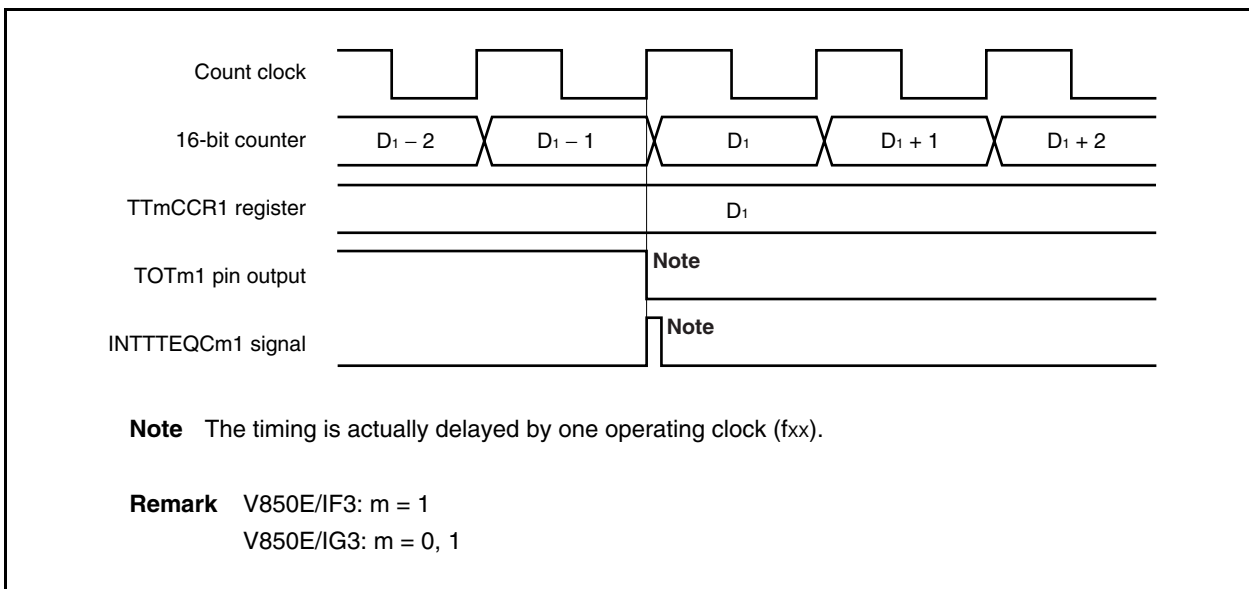 Count clock
16-bit counter D₁ − 2 D₁ − 1 D₁ D₁ + 1 D₁ + 2
TTmCCR1 register D₁
TOTm1 pin output Note
INTTTEQCm1 signal Note
Note The timing is actually delayed by one operating clock (fxx).
Remark V850E/IF3: m = 1
V850E/IG3: m = 0, 1